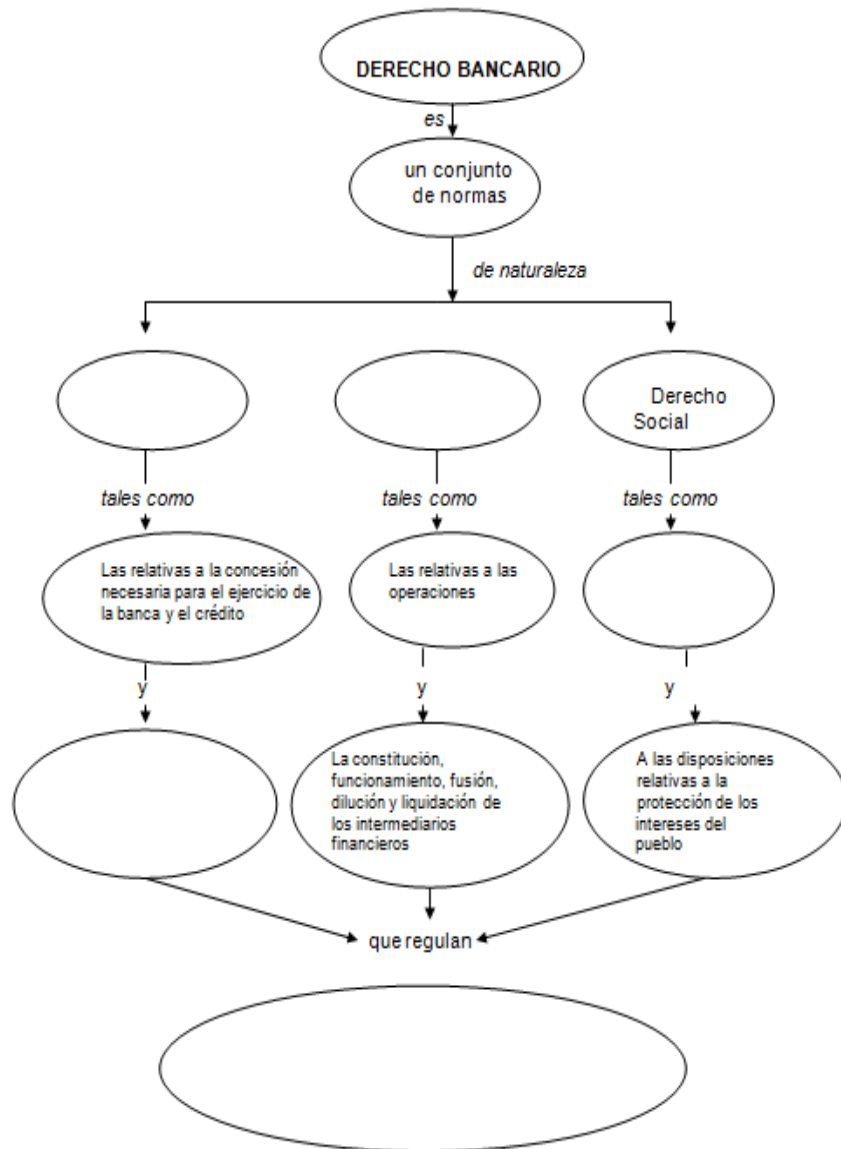 DERECHO BANCARIO
es
un conjunto
de normas
de naturaleza
Derecho
Social
tales como
tales como
tales como
Las relativas a la concesión
necesaria para el ejercicio de
la banca y el crédito
Las relativas a las
operaciones
y
y
y
La constitución,
funcionamiento, fusión,
dilución y liquidación de
los intermediarios
financieros
A las disposiciones
relativas a la
protección de los
intereses del
pueblo
que regulan